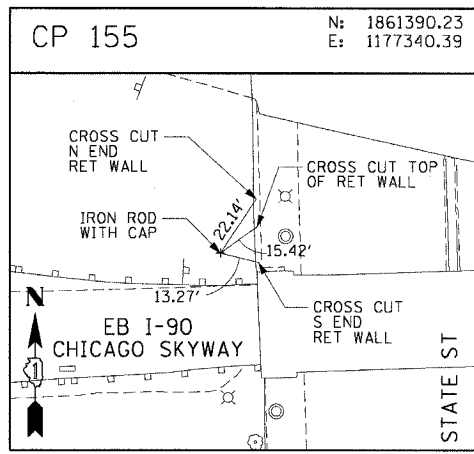 CP 155
N: 1861390.23
E: 1177340.39
CROSS CUT
N END
RET WALL
CROSS CUT TOP
OF RET WALL
IRON ROD
WITH CAP
22.14'
15.42'
13.27'
CROSS CUT
S END
RET WALL
N
1
EB I-90
CHICAGO SKYWAY
STATE ST